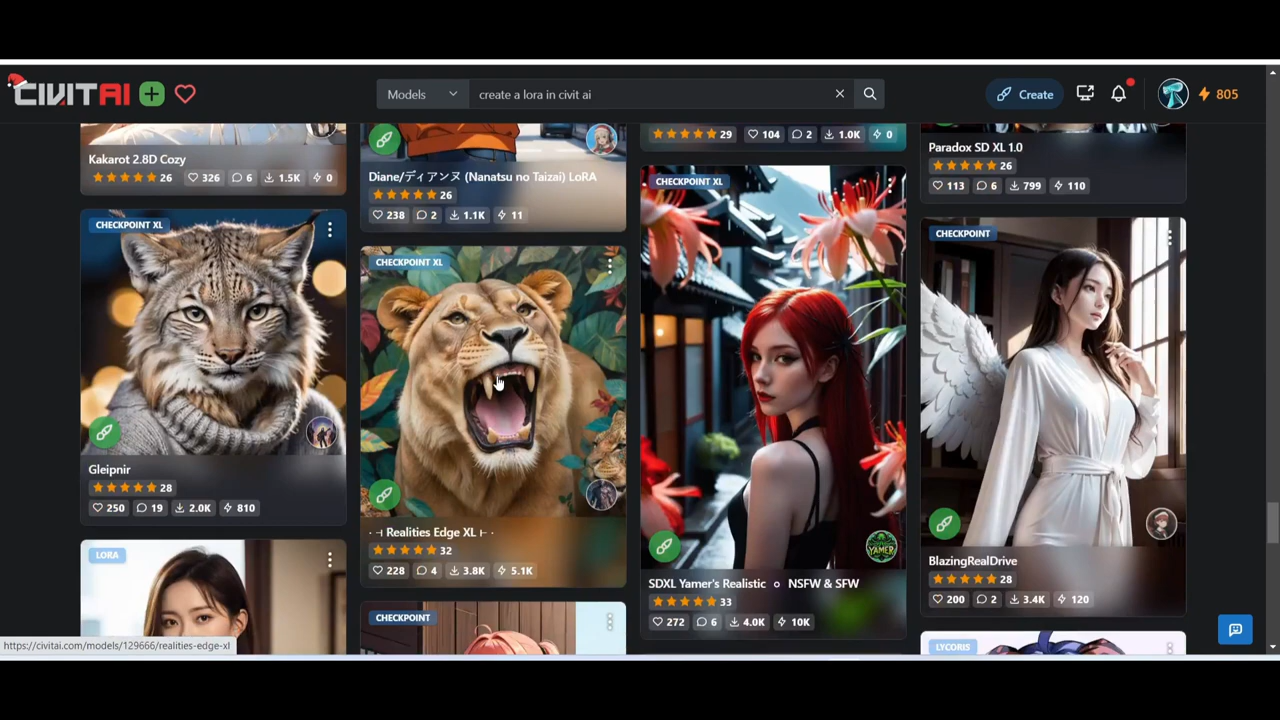 CIVITAI
Models
create a lora in civit ai
Create
805
Kakarot 2.8D Cozy
26
326
6
1.5K
0
CHECKPOINT XL
Gleipnir
28
250
19
2.0K
810
LORA
Diane/ディアンヌ (Nanatsu no Taizai) LoRA
26
238
2
1.1K
11
CHECKPOINT XL
· ⊣ Realities Edge XL ⊢ ·
32
228
4
3.8K
5.1K
CHECKPOINT
29
104
2
1.0K
0
CHECKPOINT XL
SDXL Yamer's Realistic ⚬ NSFW & SFW
33
272
6
4.0K
10K
YAMER
Paradox SD XL 1.0
26
113
6
799
110
CHECKPOINT
BlazingRealDrive
28
200
2
3.4K
120
LYCORIS
https://civitai.com/models/129666/realities-edge-xl